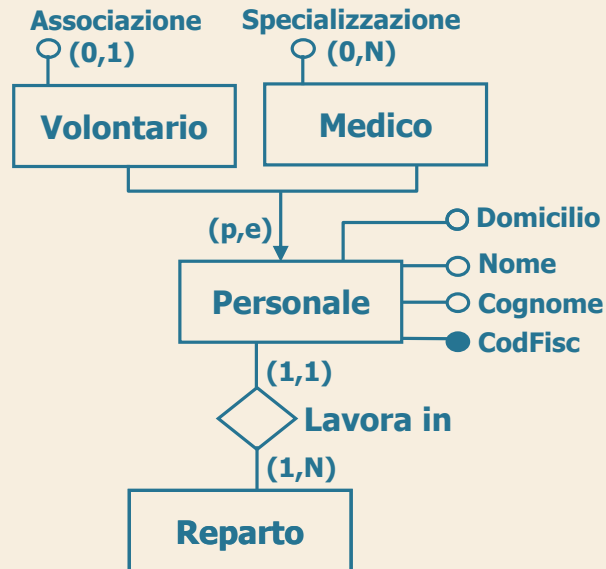 Associazione
(0,1)
Specializzazione
(0,N)
Volontario
Medico
(p,e)
Domicilio
Nome
Cognome
CodFisc
Personale
(1,1)
Lavora in
(1,N)
Reparto